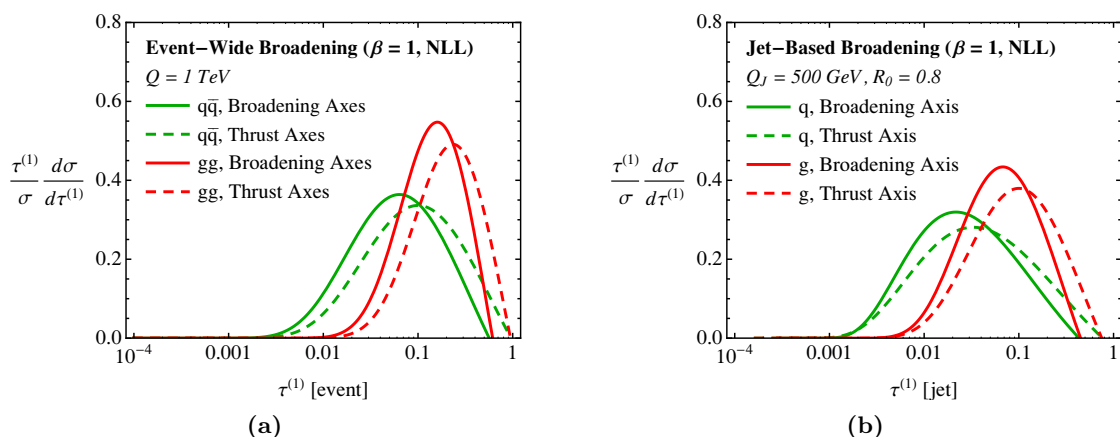 Event−Wide Broadening (β = 1, NLL)
Q = 1 TeV
qq̅, Broadening Axes
qq̅, Thrust Axes
gg, Broadening Axes
gg, Thrust Axes
τ⁽¹⁾/σ dσ/dτ⁽¹⁾
0.8
0.6
0.4
0.2
0.0
10⁻⁴ 0.001 0.01 0.1 1
τ⁽¹⁾ [event]
(a)
Jet−Based Broadening (β = 1, NLL)
Q_J = 500 GeV, R₀ = 0.8
q, Broadening Axis
q, Thrust Axis
g, Broadening Axis
g, Thrust Axis
τ⁽¹⁾/σ dσ/dτ⁽¹⁾
0.8
0.6
0.4
0.2
0.0
10⁻⁴ 0.001 0.01 0.1 1
τ⁽¹⁾ [jet]
(b)